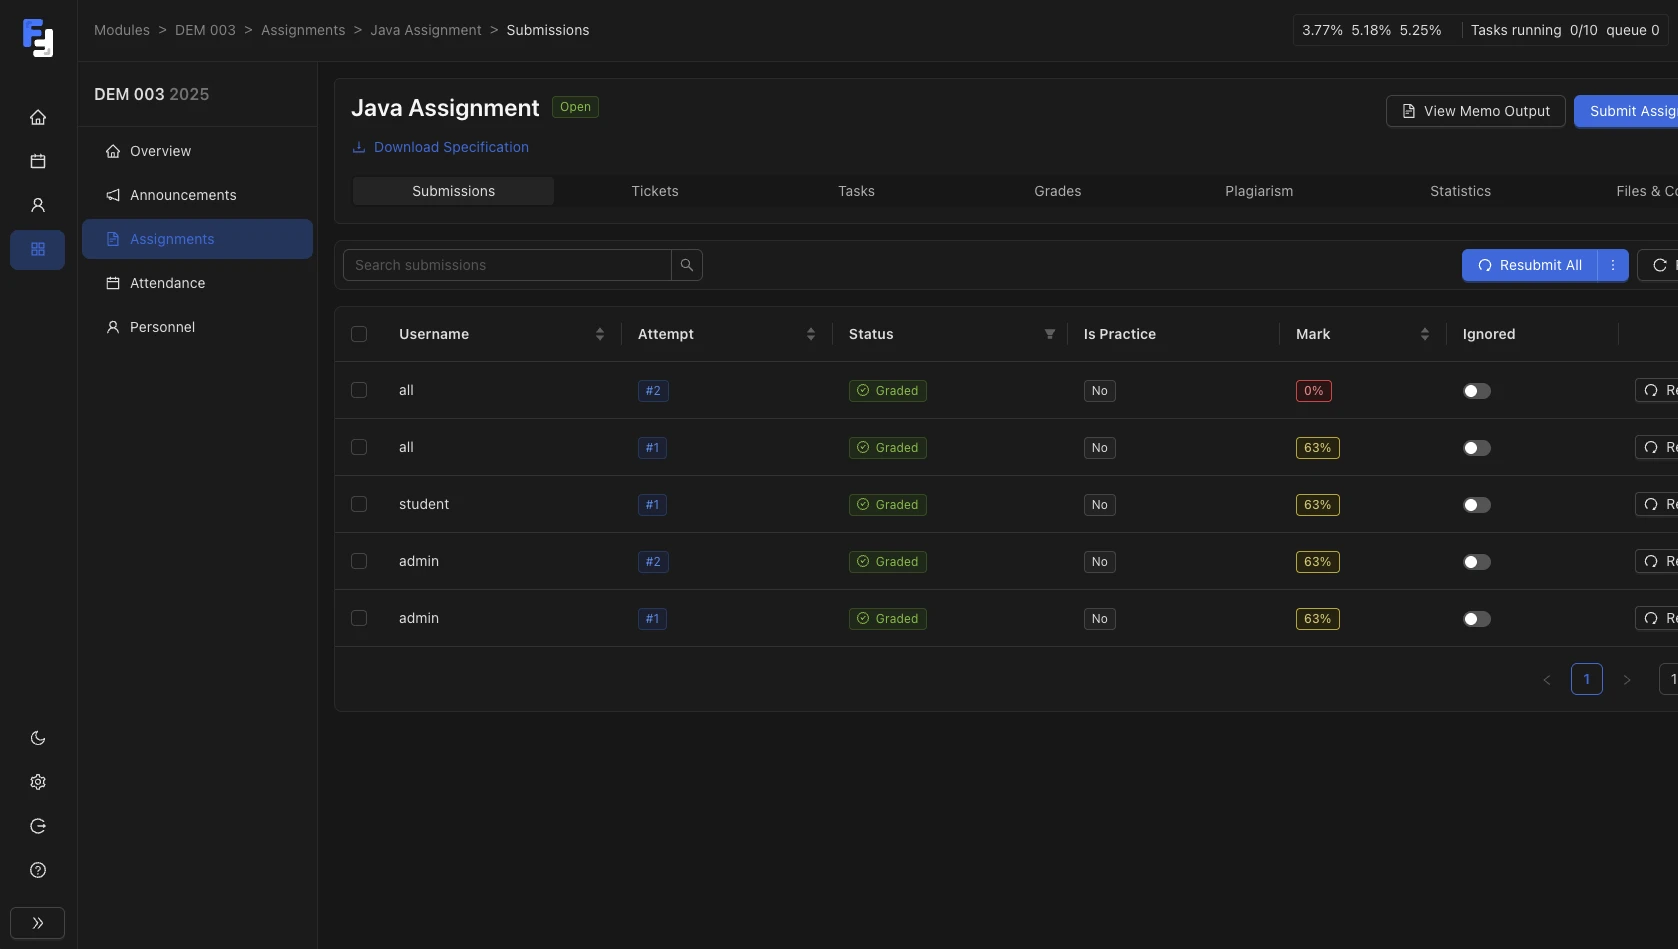 Modules > DEM 003 > Assignments > Java Assignment > Submissions
3.77% 5.18% 5.25% Tasks running 0/10 queue 0
DEM 003 2025
Overview
Announcements
Assignments
Attendance
Personnel
Java Assignment Open
View Memo Output
Submit
Download Specification
Submissions Tickets Tasks Grades Plagiarism Statistics Files &
Search submissions
Resubmit All
Username Attempt Status Is Practice Mark Ignored
all #2 Graded No 0%
all #1 Graded No 63%
student #1 Graded No 63%
admin #2 Graded No 63%
admin #1 Graded No 63%
< 1 >